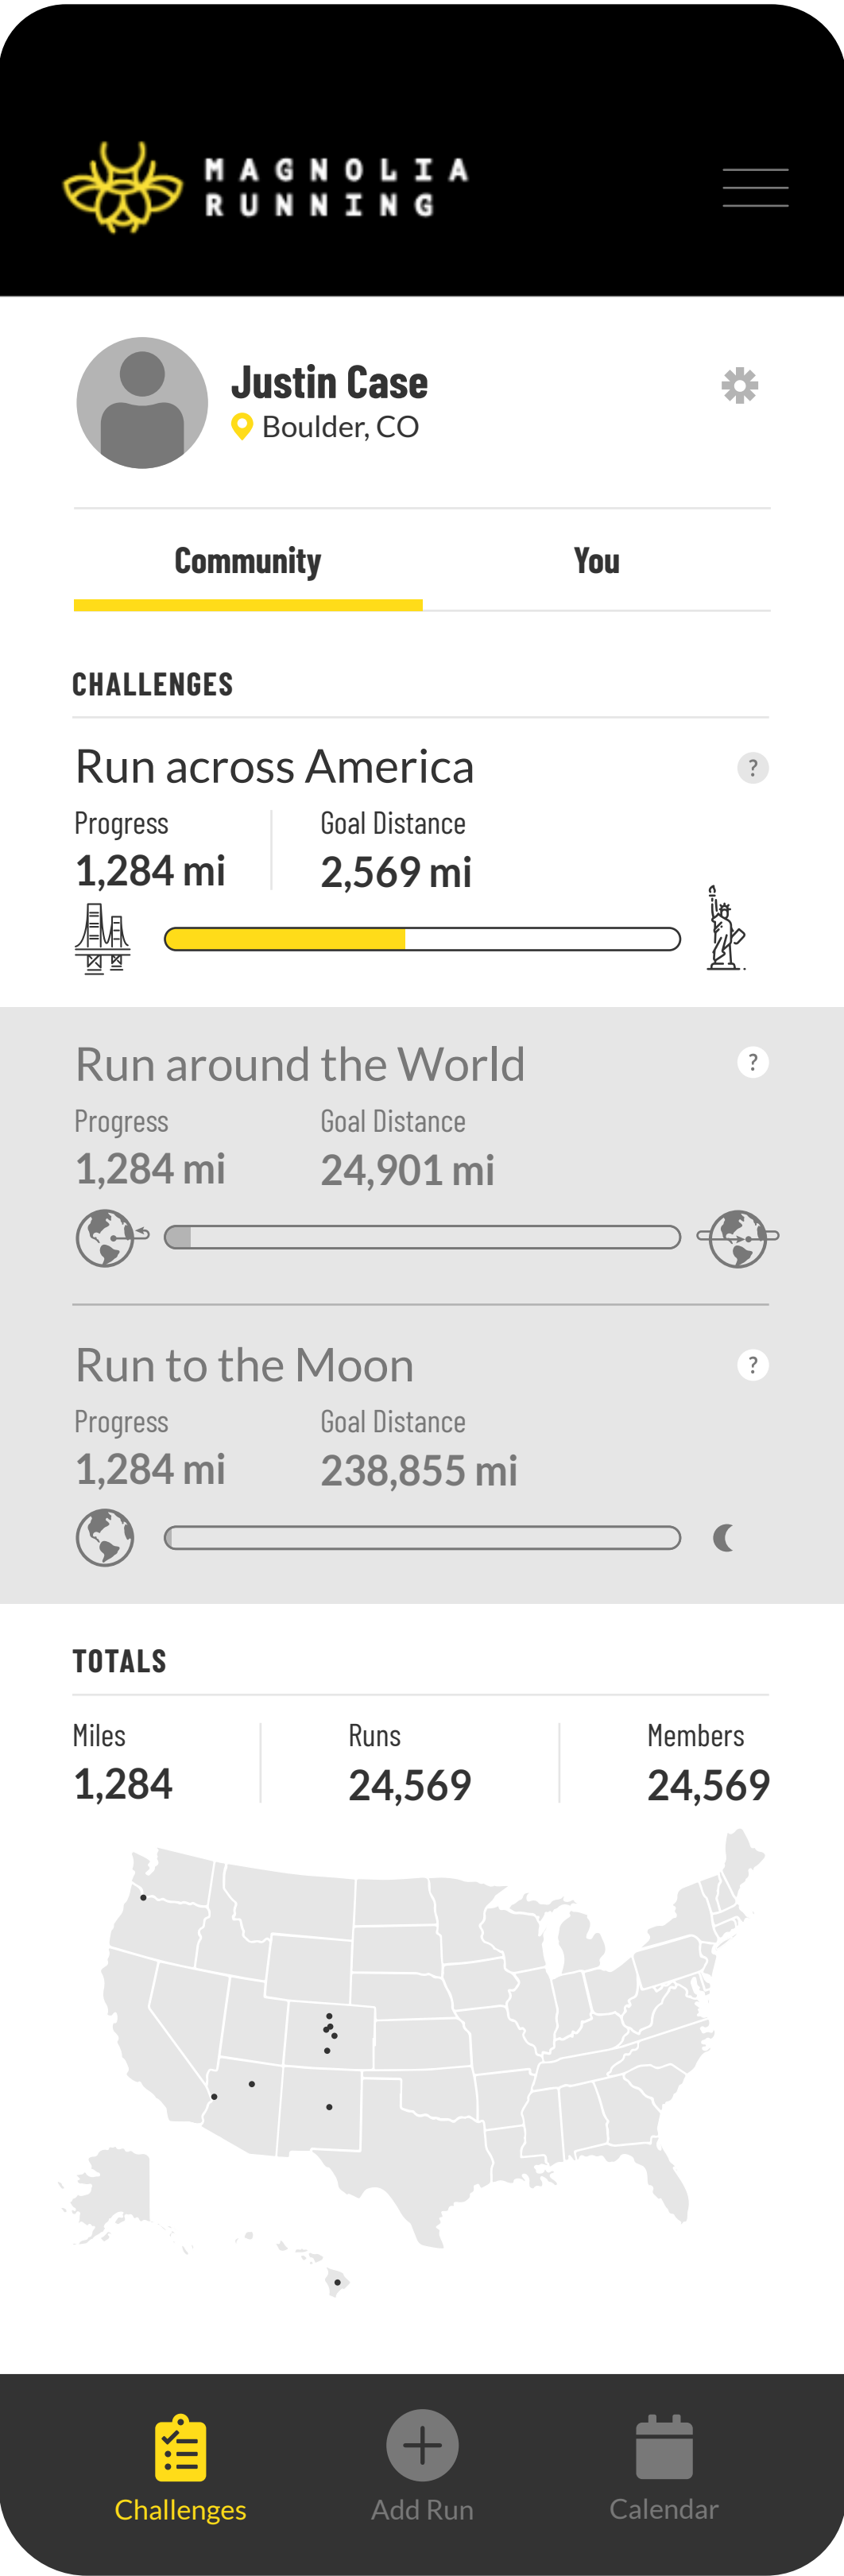 MAGNOLIA
RUNNING
Justin Case
Boulder, CO
Community You
CHALLENGES
Run across America ?
Progress Goal Distance
1,284 mi 2,569 mi
Run around the World ?
Progress Goal Distance
1,284 mi 24,901 mi
Run to the Moon ?
Progress Goal Distance
1,284 mi 238,855 mi
TOTALS
Miles Runs Members
1,284 24,569 24,569
Challenges Add Run Calendar